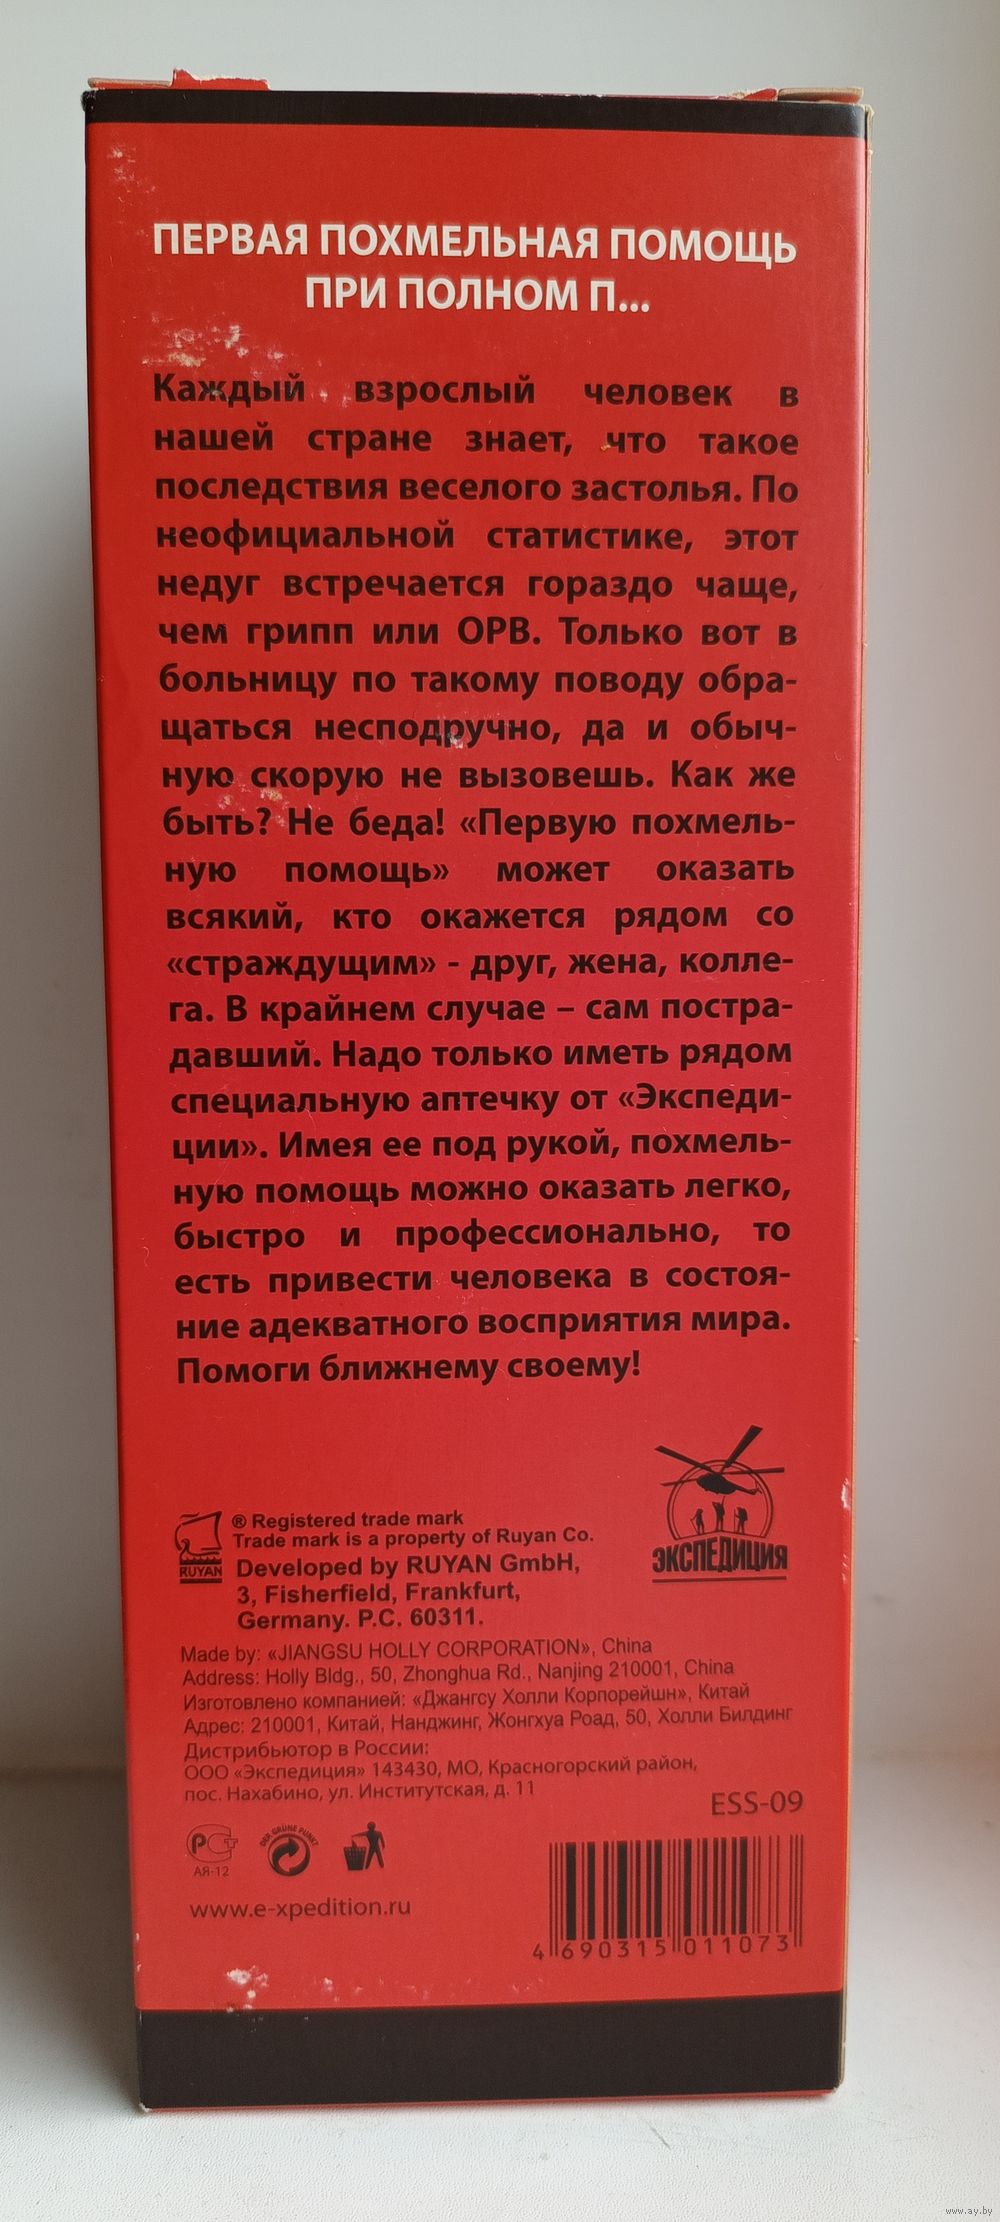 ПЕРВАЯ ПОХМЕЛЬНАЯ ПОМОЩЬ
ПРИ ПОЛНОМ П...
Каждый взрослый человек в
нашей стране знает, что такое
последствия веселого застолья. По
неофициальной статистике, этот
недуг встречается гораздо чаще,
чем грипп или ОРВ. Только вот в
больницу по такому поводу обра-
щаться несподручно, да и обыч-
ную скорую не вызовешь. Как же
быть? Не беда! «Первую похмель-
ную помощь» может оказать
всякий, кто окажется рядом со
«страждущим» - друг, жена, колле-
га. В крайнем случае – сам постра-
давший. Надо только иметь рядом
специальную аптечку от «Экспеди-
ции». Имея ее под рукой, похмель-
ную помощь можно оказать легко,
быстро и профессионально, то
есть привести человека в состоя-
ние адекватного восприятия мира.
Помоги ближнему своему!
ЭКСПЕДИЦИЯ
RUYAN
® Registered trade mark
Trade mark is a property of Ruyan Co.
Developed by RUYAN GmbH,
3, Fisherfield, Frankfurt,
Germany. P.C. 60311.
Made by: «JIANGSU HOLLY CORPORATION», China
Address: Holly Bldg., 50, Zhonghua Rd., Nanjing 210001, China
Изготовлено компанией: «Джангсу Холли Корпорейшн», Китай
Адрес: 210001, Китай, Нанджинг, Жонгхуа Роад, 50, Холли Билдинг
Дистрибьютор в России:
ООО «Экспедиция» 143430, МО, Красногорский район,
пос. Нахабино, ул. Институтская, д. 11
ESS-09
РСТ
АЯ-12
DER GRÜNE PUNKT
www.e-xpedition.ru
4 690315 011073
www.ay.by